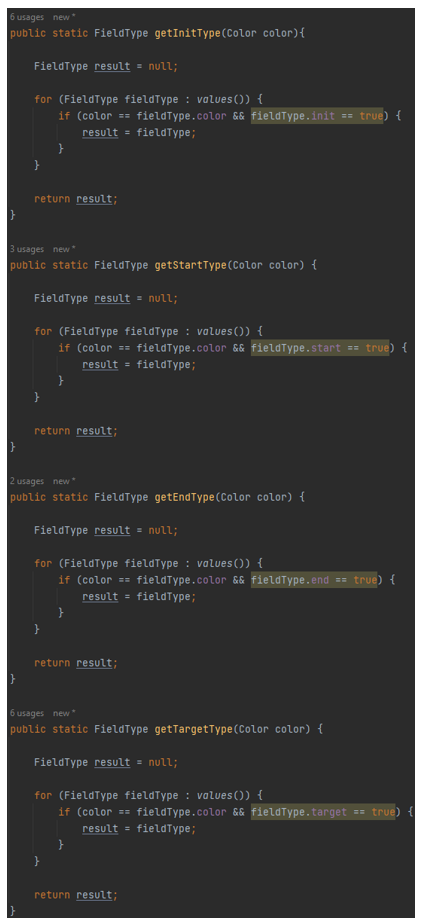 6 usages   new *
public static FieldType getInitType(Color color){
    FieldType result = null;
    for (FieldType fieldType : values()) {
        if (color == fieldType.color && fieldType.init == true) {
            result = fieldType;
        }
    }
    return result;
}
3 usages   new *
public static FieldType getStartType(Color color) {
    FieldType result = null;
    for (FieldType fieldType : values()) {
        if (color == fieldType.color && fieldType.start == true) {
            result = fieldType;
        }
    }
    return result;
}
2 usages   new *
public static FieldType getEndType(Color color) {
    FieldType result = null;
    for (FieldType fieldType : values()) {
        if (color == fieldType.color && fieldType.end == true) {
            result = fieldType;
        }
    }
    return result;
}
6 usages   new *
public static FieldType getTargetType(Color color) {
    FieldType result = null;
    for (FieldType fieldType : values()) {
        if (color == fieldType.color && fieldType.target == true) {
            result = fieldType;
        }
    }
    return result;
}